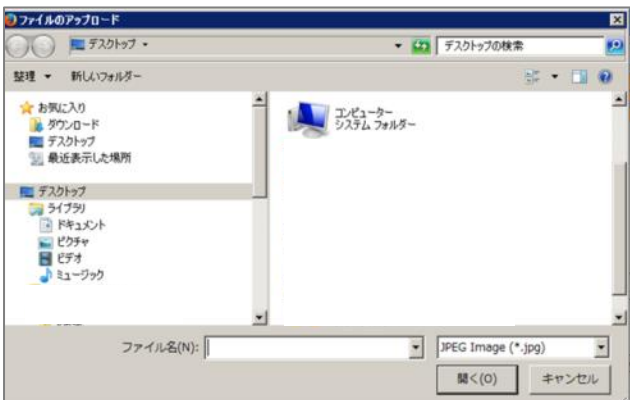 ファイルのアップロード
デスクトップ
デスクトップの検索
整理 新しいフォルダー
お気に入り
ダウンロード
デスクトップ
最近表示した場所
デスクトップ
ライブラリ
ドキュメント
ピクチャ
ビデオ
ミュージック
コンピューター
システム フォルダー
ファイル名(N):
JPEG Image (*.jpg)
開く(O) キャンセル